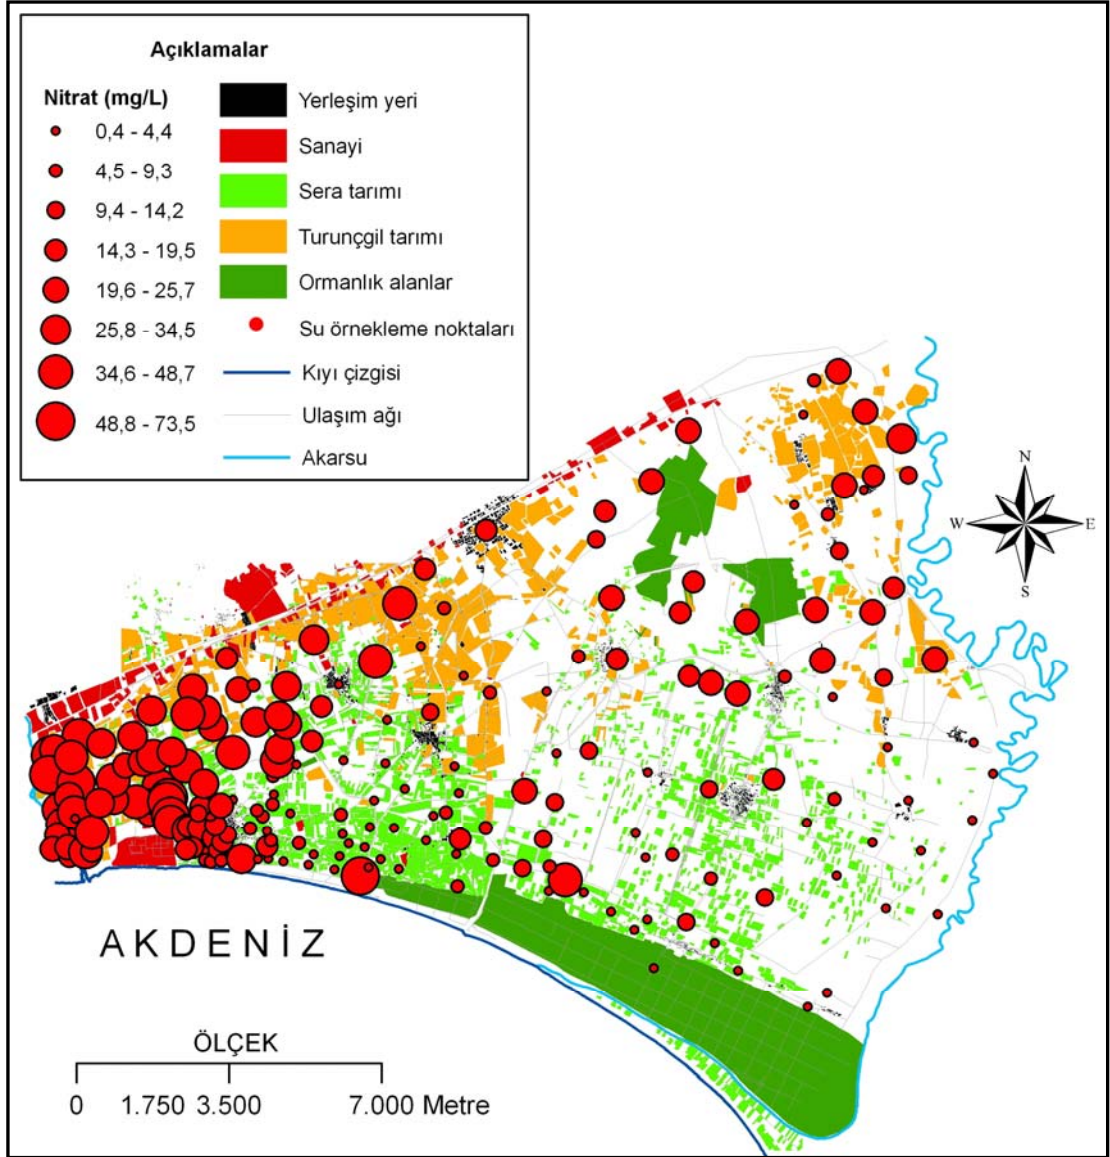 Açıklamalar
Nitrat (mg/L)
0,4 - 4,4
4,5 - 9,3
9,4 - 14,2
14,3 - 19,5
19,6 - 25,7
25,8 - 34,5
34,6 - 48,7
48,8 - 73,5
Yerleşim yeri
Sanayi
Sera tarımı
Turunçgil tarımı
Ormanlık alanlar
Su örnekleme noktaları
Kıyı çizgisi
Ulaşım ağı
Akarsu
N
W
E
S
AKDENİZ
ÖLÇEK
0 1.750 3.500 7.000 Metre